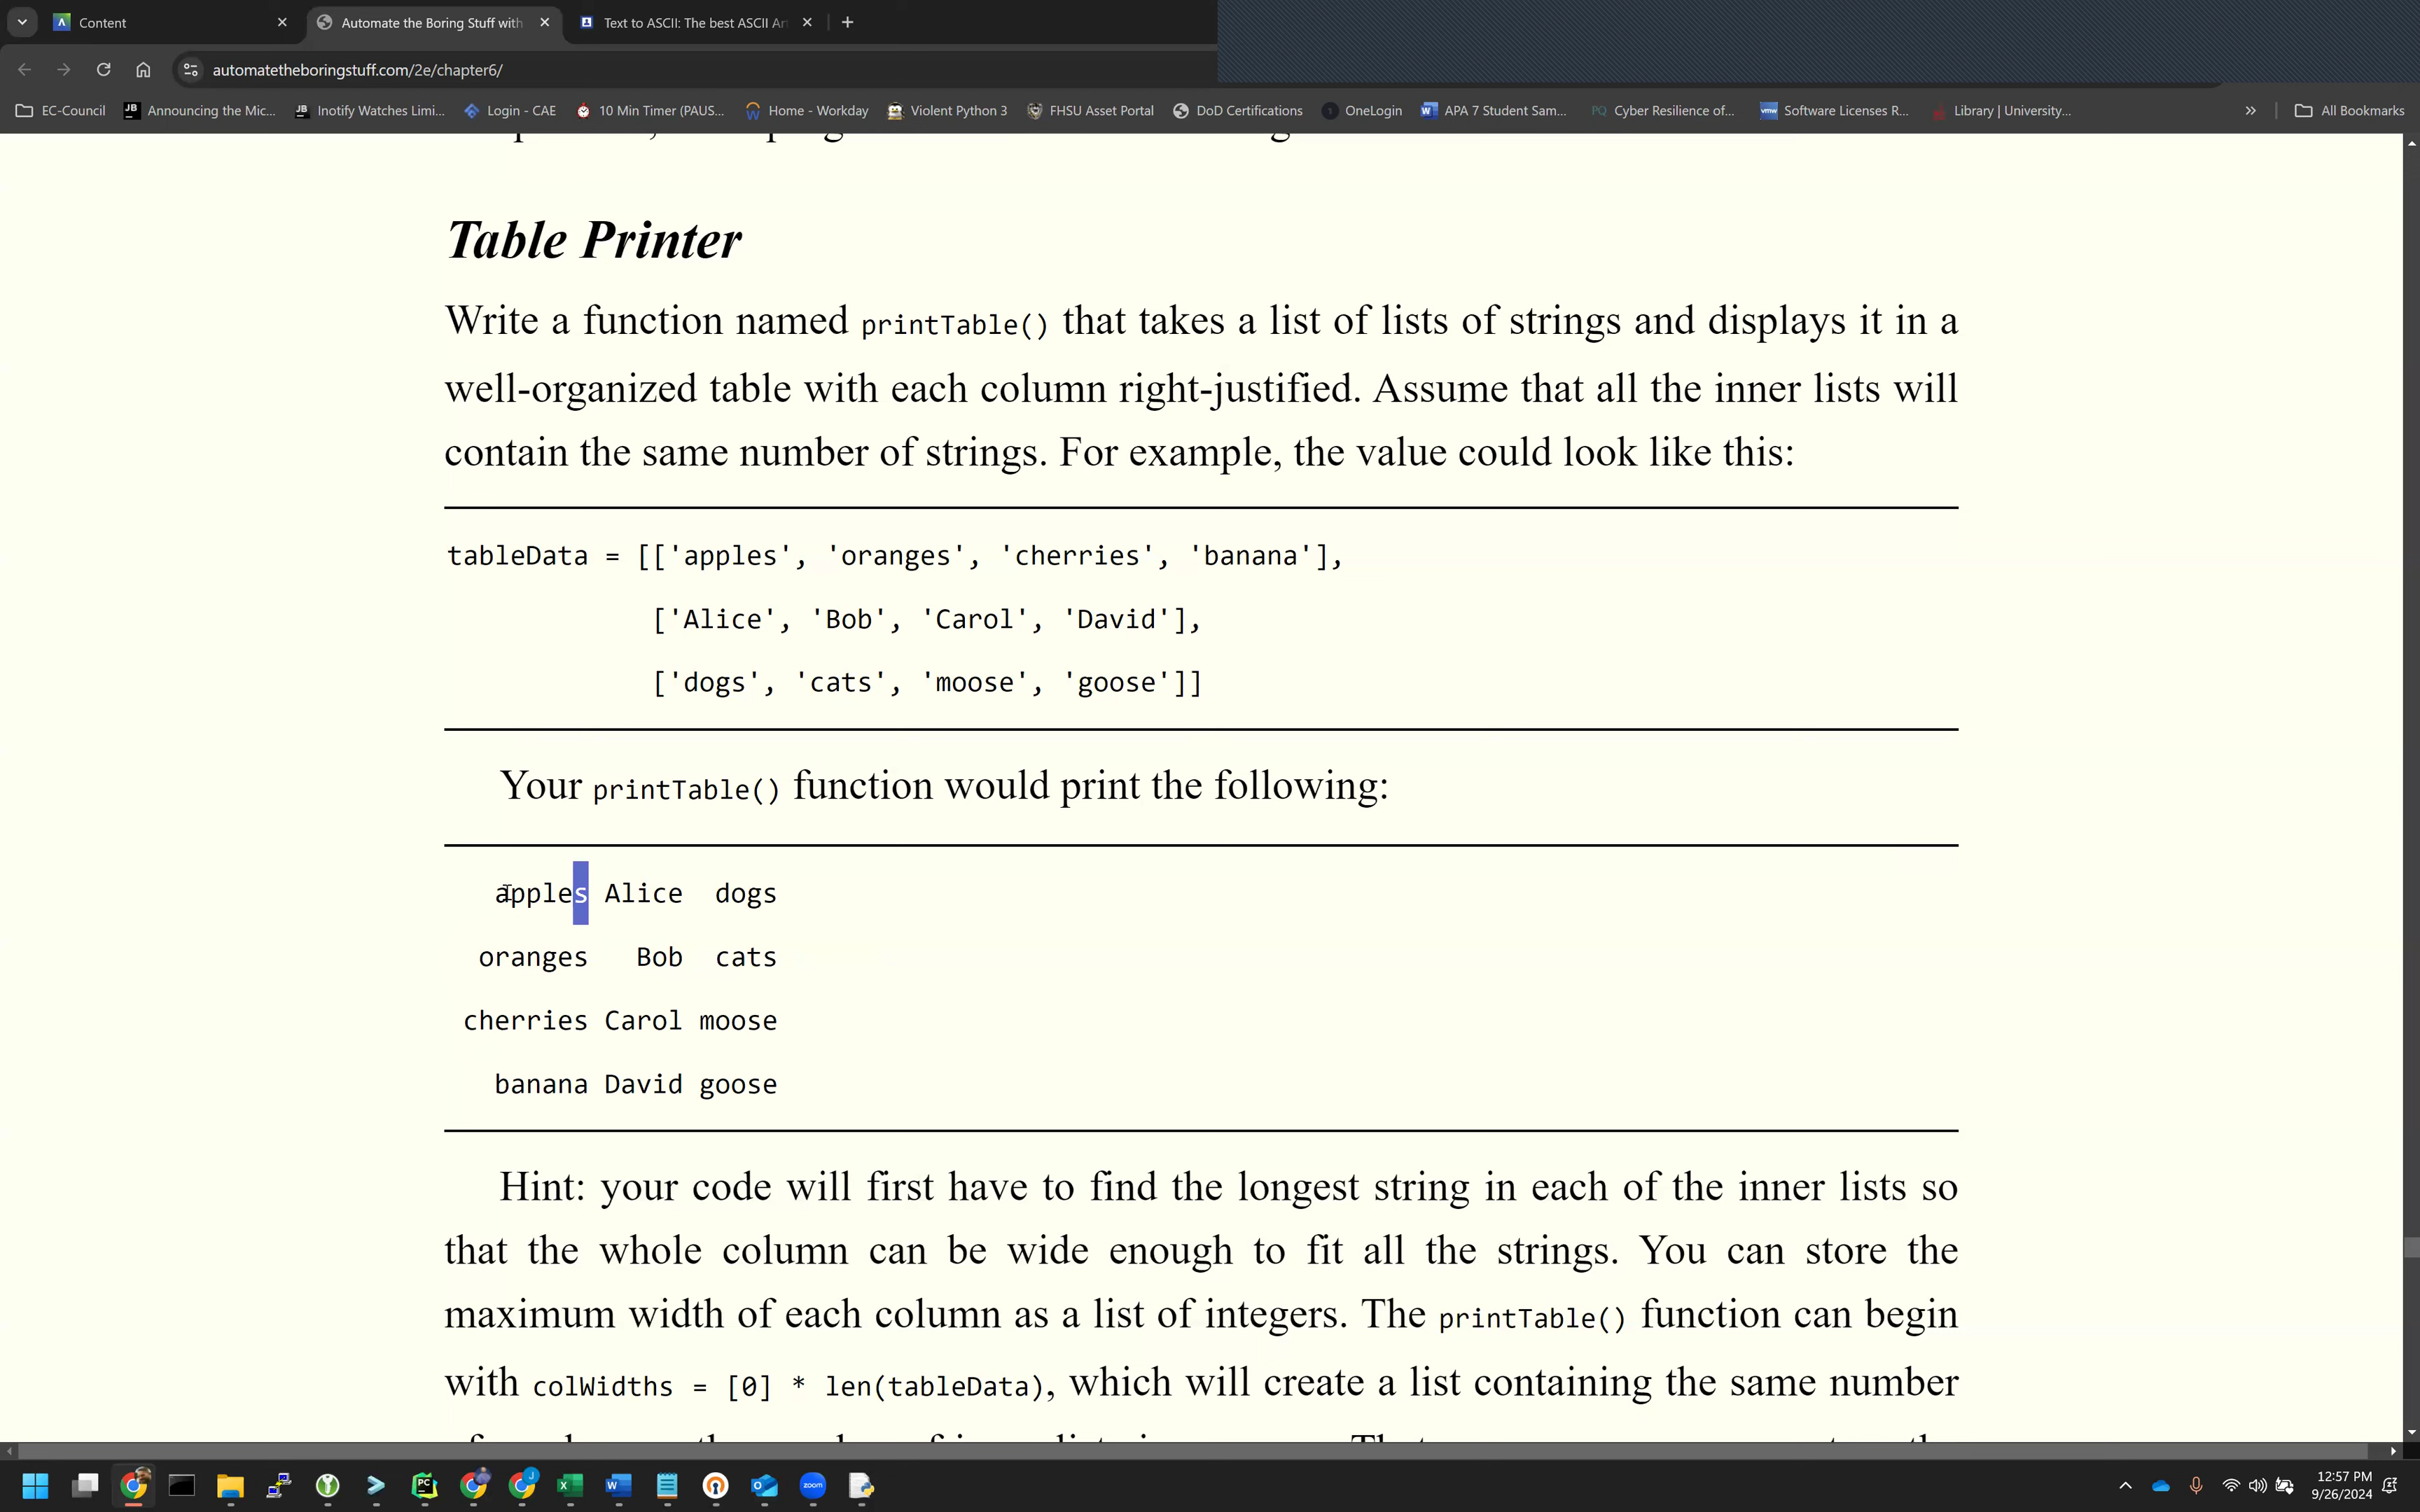 Content
Automate the Boring Stuff with
Text to ASCII: The best ASCII Ar
automatetheboringstuff.com/2e/chapter6/
EC-Council
Announcing the Mic...
Inotify Watches Limi...
Login - CAE
10 Min Timer (PAUS...
Home - Workday
Violent Python 3
FHSU Asset Portal
DoD Certifications
OneLogin
APA 7 Student Sam...
Cyber Resilience of...
Software Licenses R...
Library | University...
All Bookmarks
Table Printer
Write a function named printTable() that takes a list of lists of strings and displays it in a
well-organized table with each column right-justified. Assume that all the inner lists will
contain the same number of strings. For example, the value could look like this:
tableData = [['apples', 'oranges', 'cherries', 'banana'],
['Alice', 'Bob', 'Carol', 'David'],
['dogs', 'cats', 'moose', 'goose']]
Your printTable() function would print the following:
apples Alice  dogs
oranges   Bob  cats
cherries Carol moose
banana David goose
Hint: your code will first have to find the longest string in each of the inner lists so
that the whole column can be wide enough to fit all the strings. You can store the
maximum width of each column as a list of integers. The printTable() function can begin
with colWidths = [0] * len(tableData), which will create a list containing the same number
12:57 PM
9/26/2024